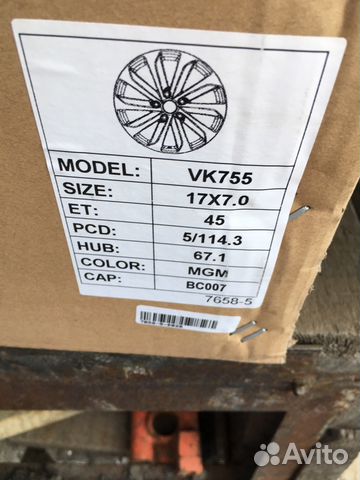 MODEL: VK755
SIZE: 17X7.0
ET: 45
PCD: 5/114.3
HUB: 67.1
COLOR: MGM
CAP: BC007
7658-5
Avito